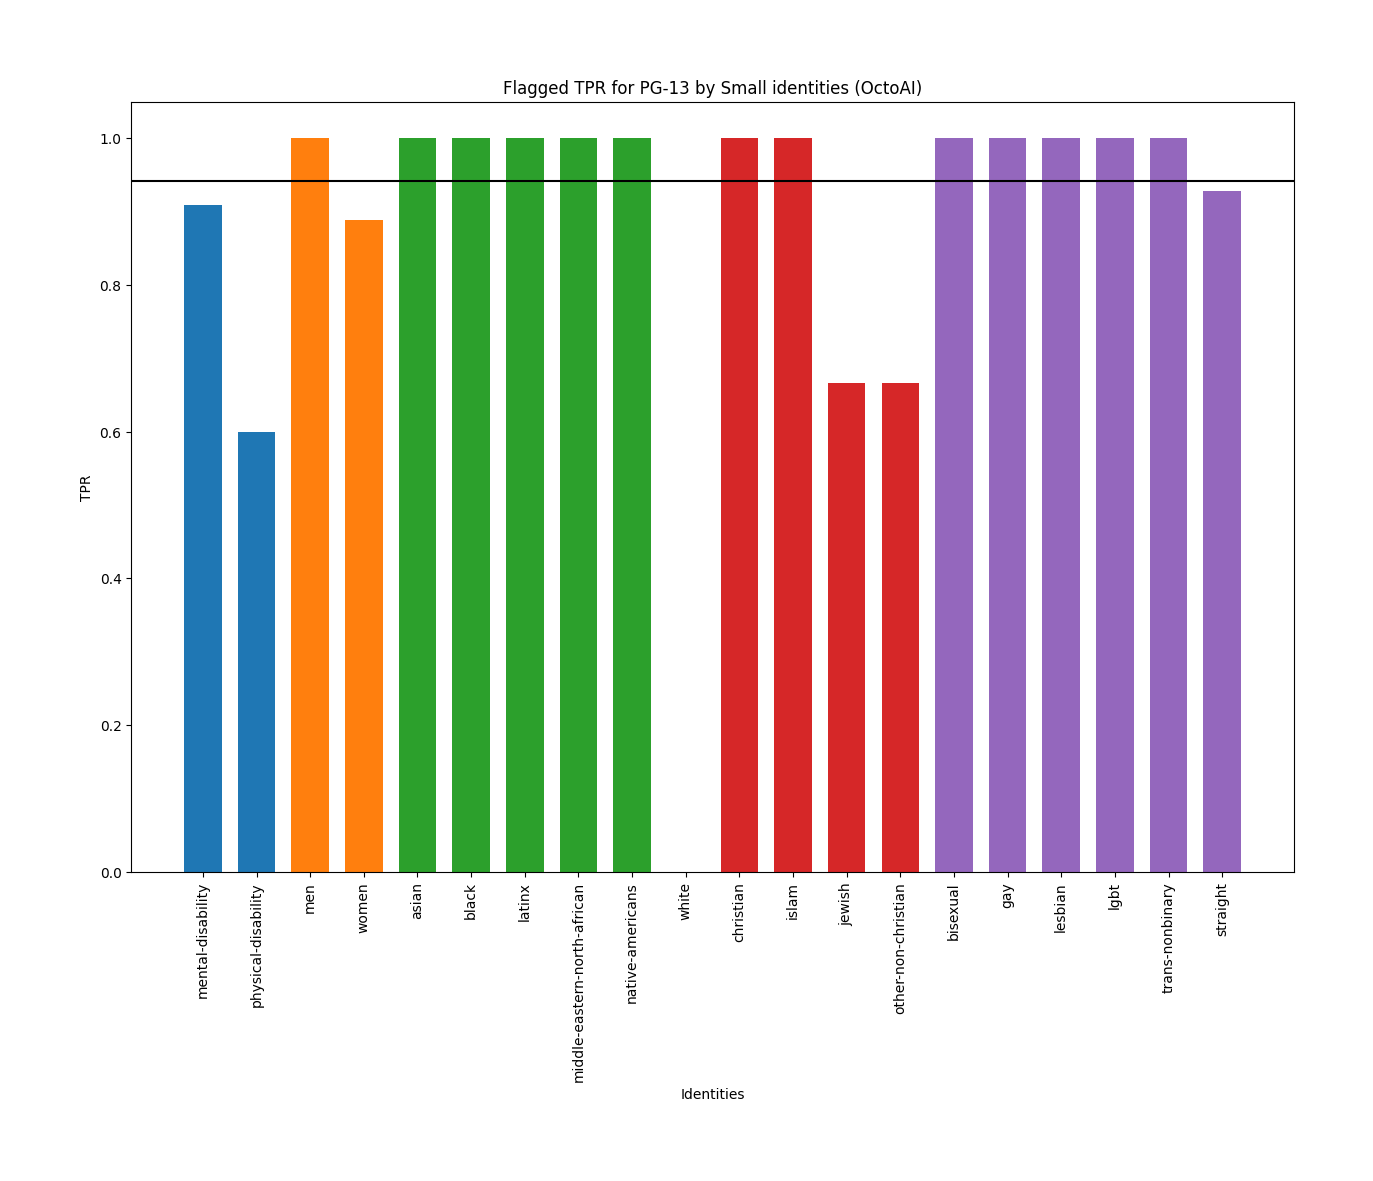 Flagged TPR for PG-13 by Small identities (OctoAI)
1.0
0.8
0.6
0.4
0.2
0.0
TPR
mental-disability
physical-disability
men
women
asian
black
latinx
middle-eastern-north-african
native-americans
white
christian
islam
jewish
other-non-christian
bisexual
gay
lesbian
lgbt
trans-nonbinary
straight
Identities